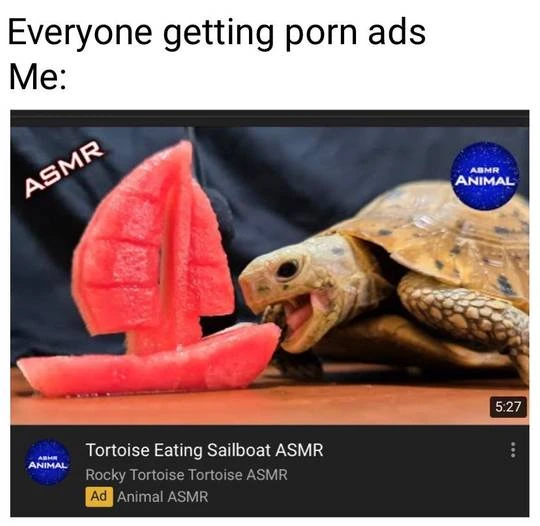 Everyone getting porn ads
Me:
ASMR
ASMR
ANIMAL
5:27
ASMR
ANIMAL
Tortoise Eating Sailboat ASMR
Rocky Tortoise Tortoise ASMR
Ad Animal ASMR